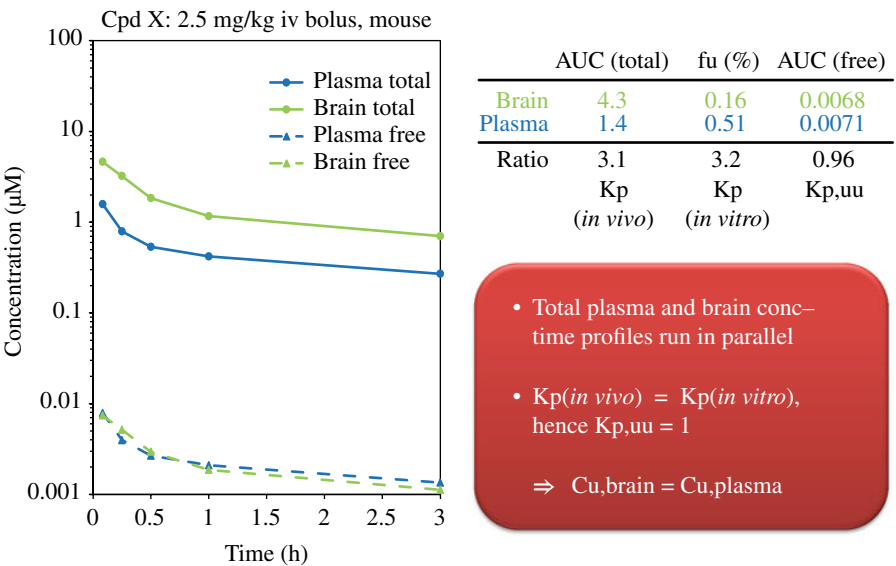 Cpd X: 2.5 mg/kg iv bolus, mouse
100
10
1
0.1
0.01
0.001
Concentration (µM)
Plasma total
Brain total
Plasma free
Brain free
0 0.5 1 1.5 2 2.5 3
Time (h)
AUC (total) fu (%) AUC (free)
Brain 4.3 0.16 0.0068
Plasma 1.4 0.51 0.0071
Ratio 3.1 3.2 0.96
Kp Kp Kp,uu
(in vivo) (in vitro)
• Total plasma and brain conc–
time profiles run in parallel
• Kp(in vivo) = Kp(in vitro),
hence Kp,uu = 1
⇒ Cu,brain = Cu,plasma